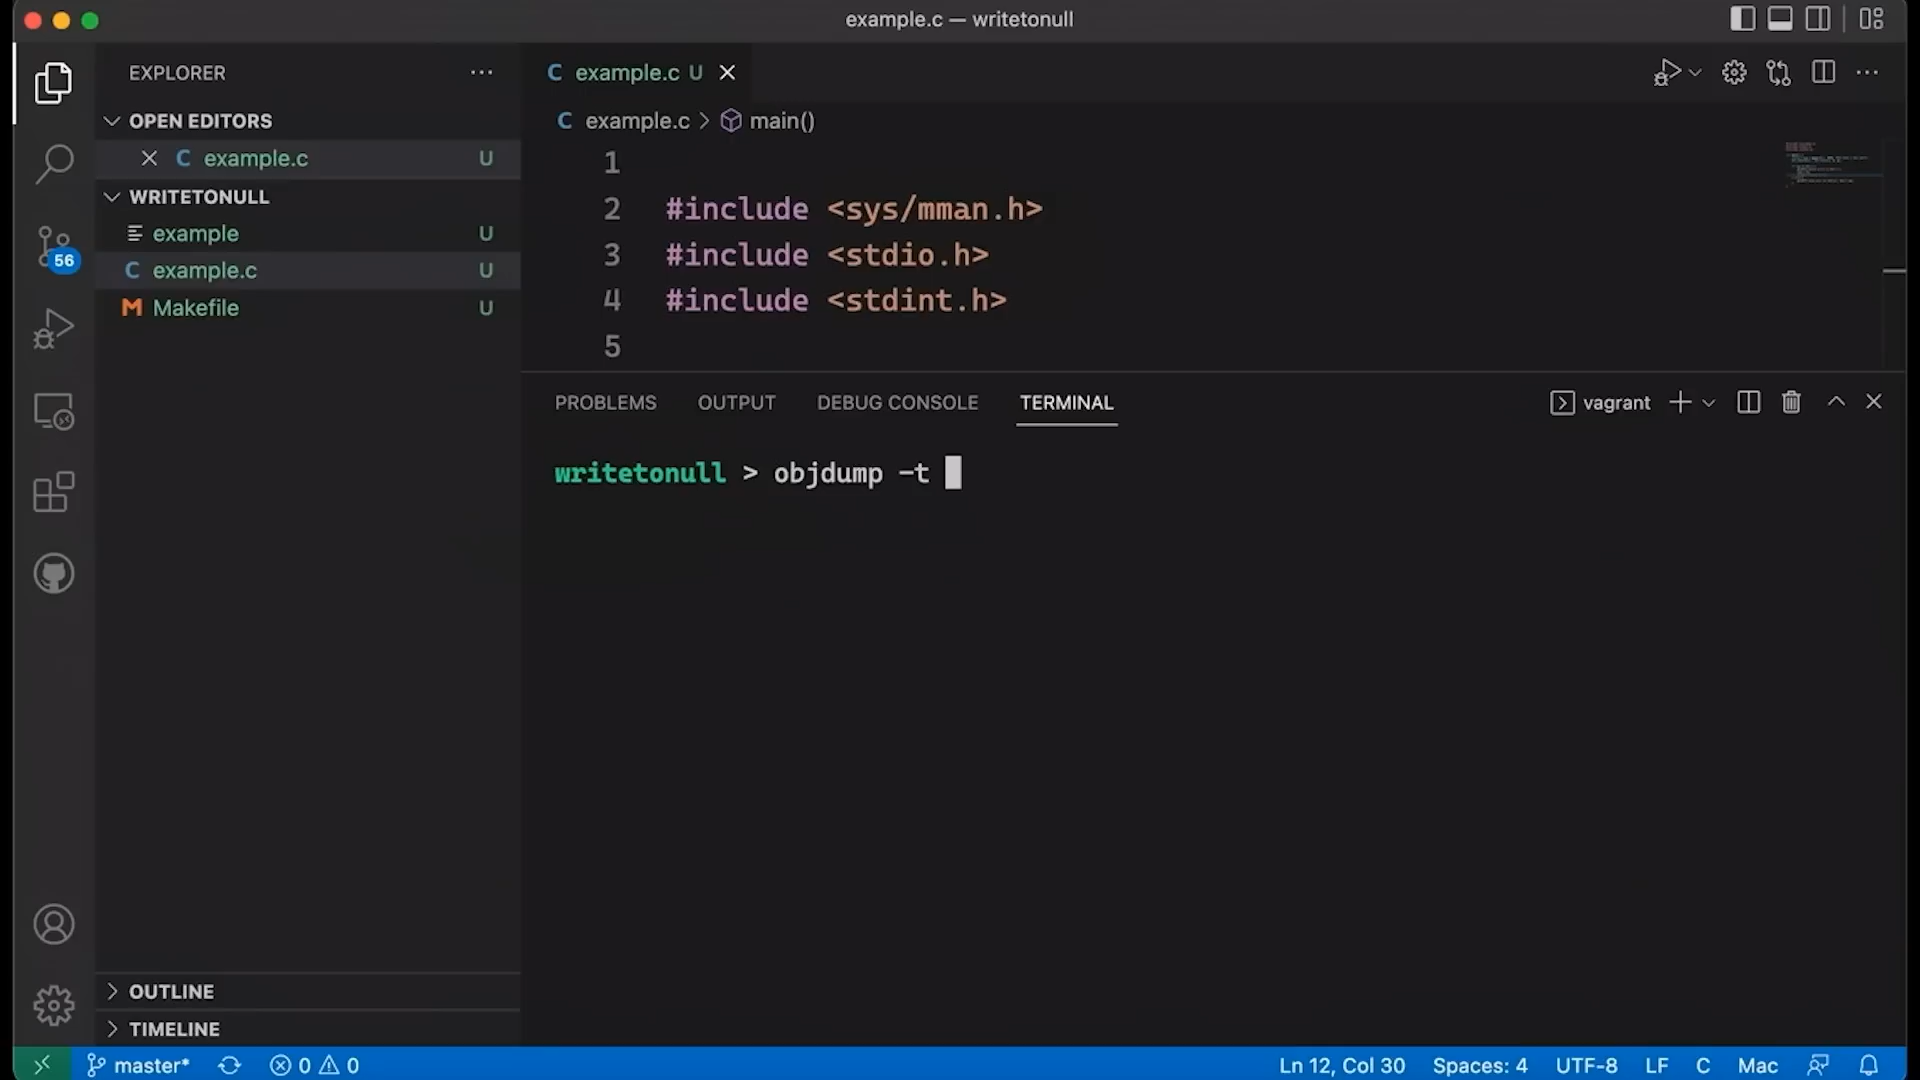 example.c — writetonull
EXPLORER
OPEN EDITORS
example.c U
WRITETONULL
example U
example.c U
Makefile U
OUTLINE
TIMELINE
56
C example.c U
C example.c > main()
1
2 #include <sys/mman.h>
3 #include <stdio.h>
4 #include <stdint.h>
5
PROBLEMS OUTPUT DEBUG CONSOLE TERMINAL vagrant
writetonull > objdump -t
master* 0 0 Ln 12, Col 30 Spaces: 4 UTF-8 LF C Mac